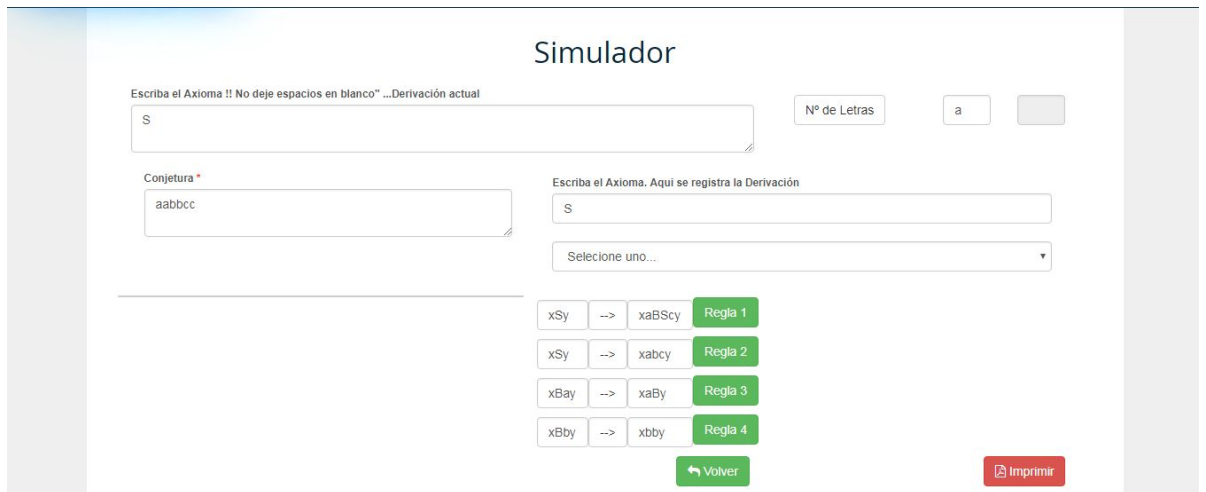 Simulador
Escriba el Axioma !! No deje espacios en blanco" ...Derivación actual
S
Nº de Letras
a
Conjetura *
aabbcc
Escriba el Axioma. Aqui se registra la Derivación
S
Selecione uno...
xSy --> xaBScy Regla 1
xSy --> xabcy Regla 2
xBay --> xaBy Regla 3
xBby --> xbby Regla 4
Volver
Imprimir